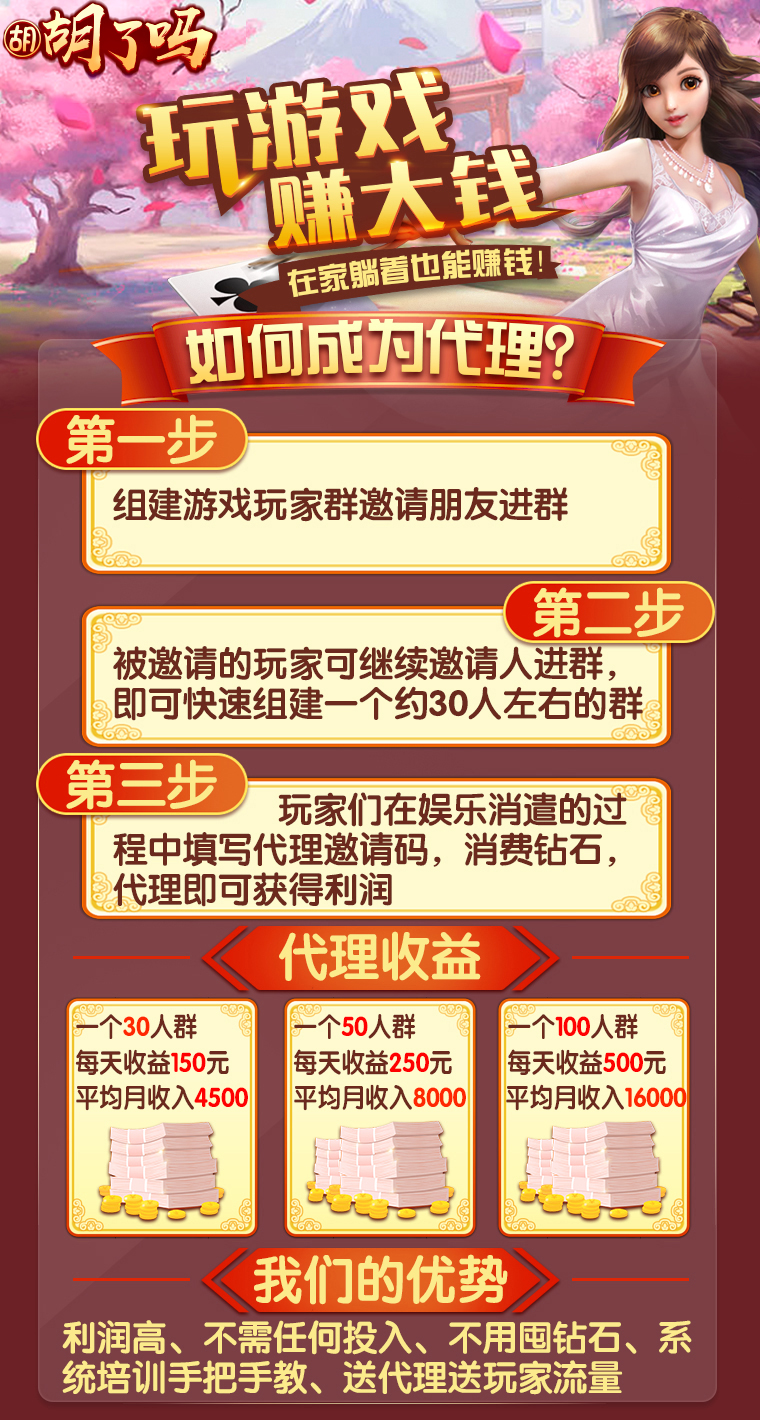 胡 胡了吗
玩游戏
赚大钱
在家躺着也能赚钱！
如何成为代理？
第一步
组建游戏玩家群邀请朋友进群
第二步
被邀请的玩家可继续邀请人进群，
即可快速组建一个约30人左右的群
第三步
玩家们在娱乐消遣的过
程中填写代理邀请码，消费钻石，
代理即可获得利润
代理收益
一个30人群
每天收益150元
平均月收入4500
一个50人群
每天收益250元
平均月收入8000
一个100人群
每天收益500元
平均月收入16000
我们的优势
利润高、不需任何投入、不用囤钻石、系
统培训手把手教、送代理送玩家流量